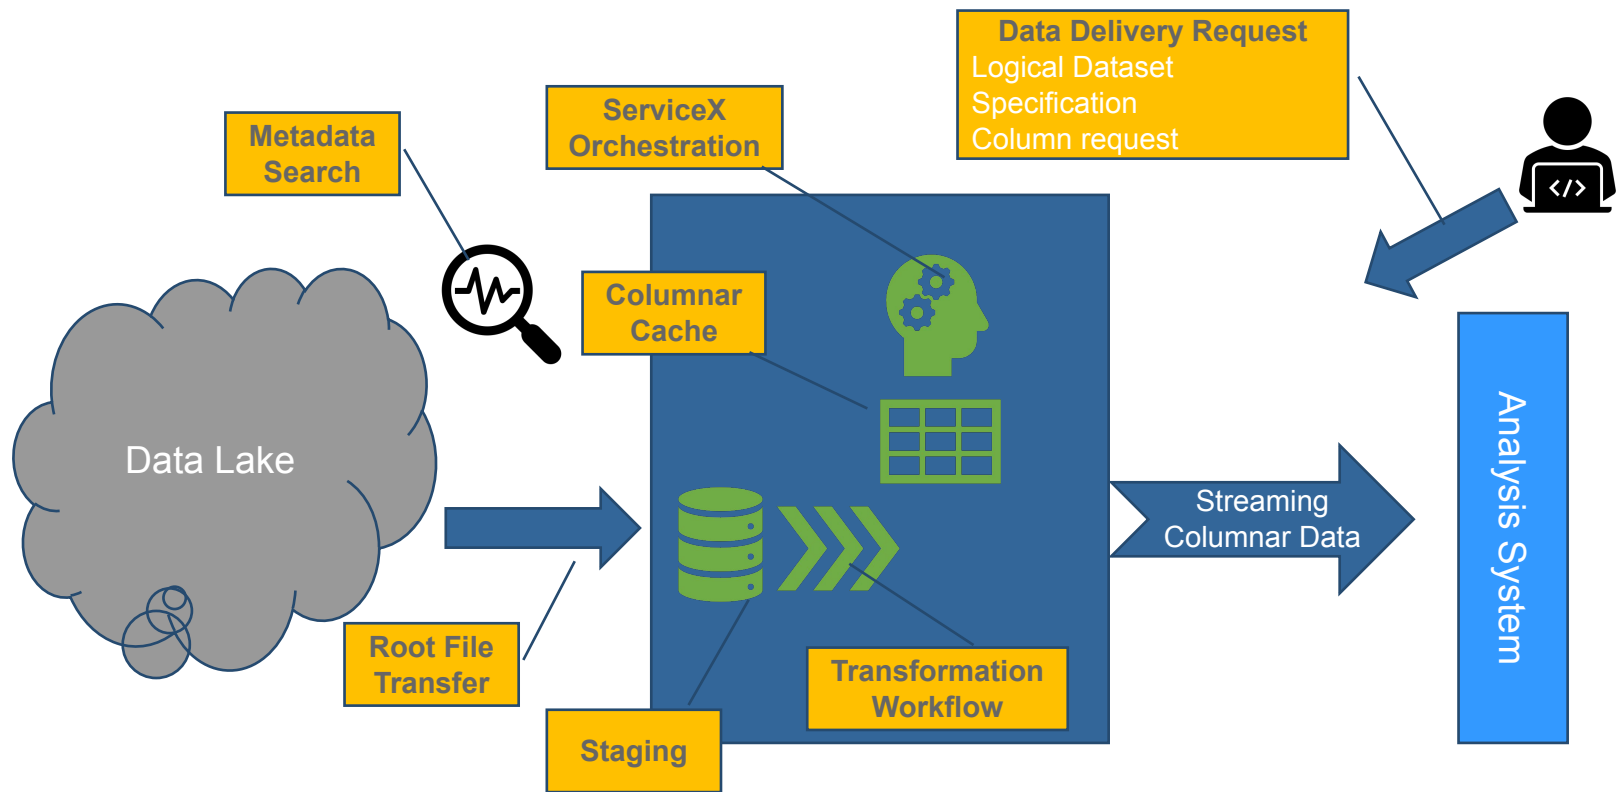 Data Delivery Request
Logical Dataset
Specification
Column request
ServiceX
Orchestration
Metadata
Search
</>
Columnar
Cache
Data Lake
Streaming
Columnar Data
Analysis System
Root File
Transfer
Transformation
Workflow
Staging